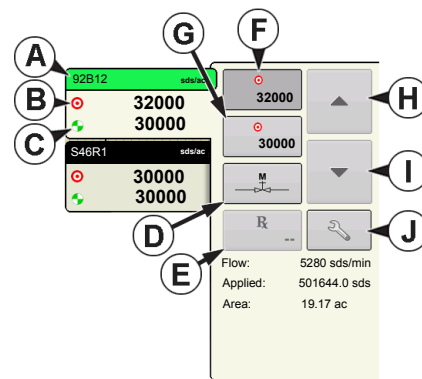 A
92B12 sds/ac
B 32000
C 30000
S46R1 sds/ac
30000
30000
G
F
32000
30000
D
M
E
Rx
--
H
I
J
Flow: 5280 sds/min
Applied: 501644.0 sds
Area: 19.17 ac